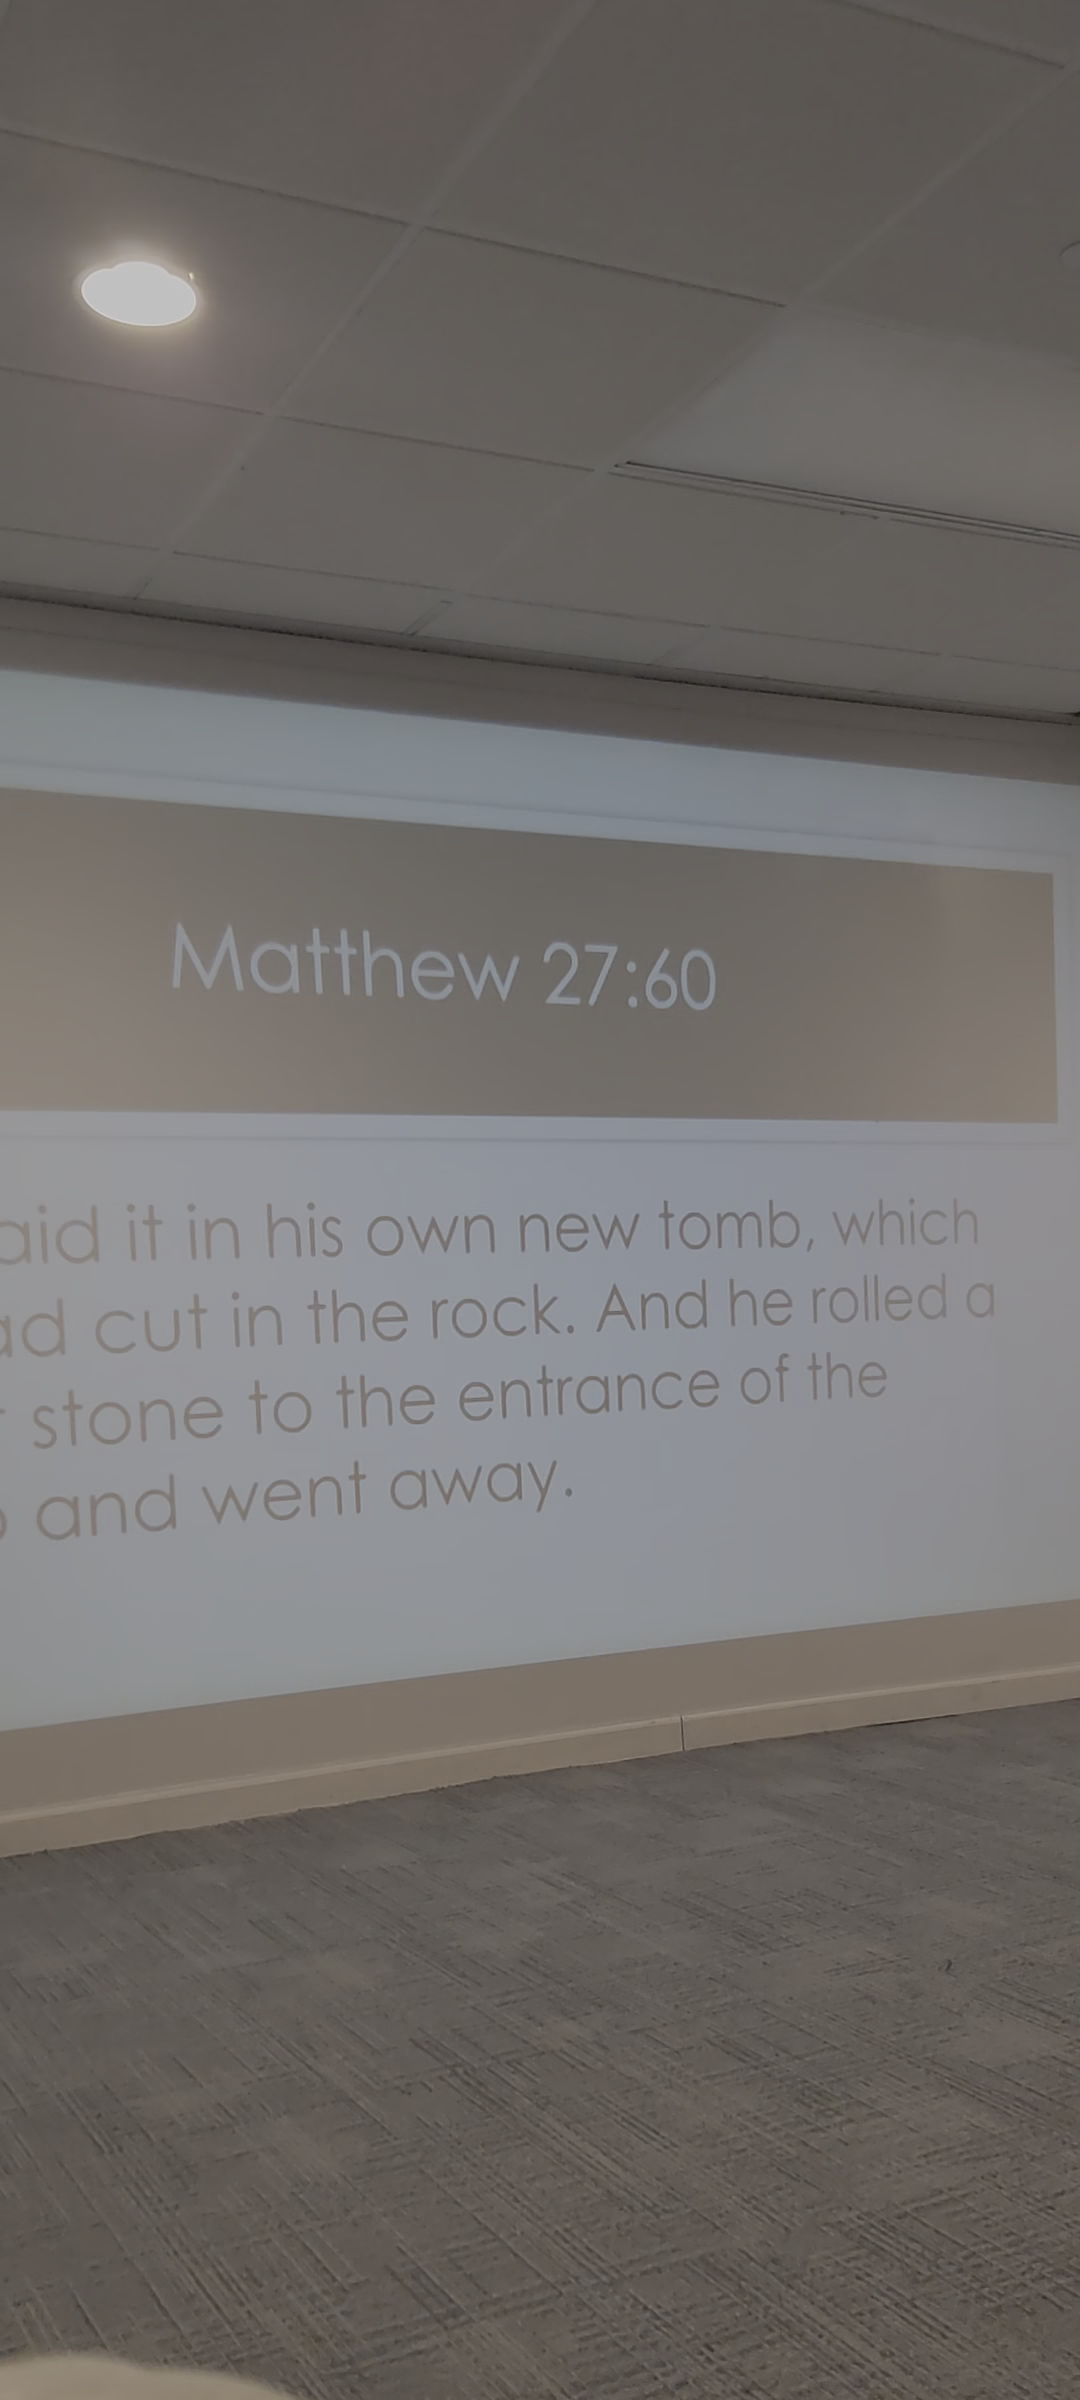 Matthew 27:60
aid it in his own new tomb, which
ad cut in the rock. And he rolled a
stone to the entrance of the
and went away.